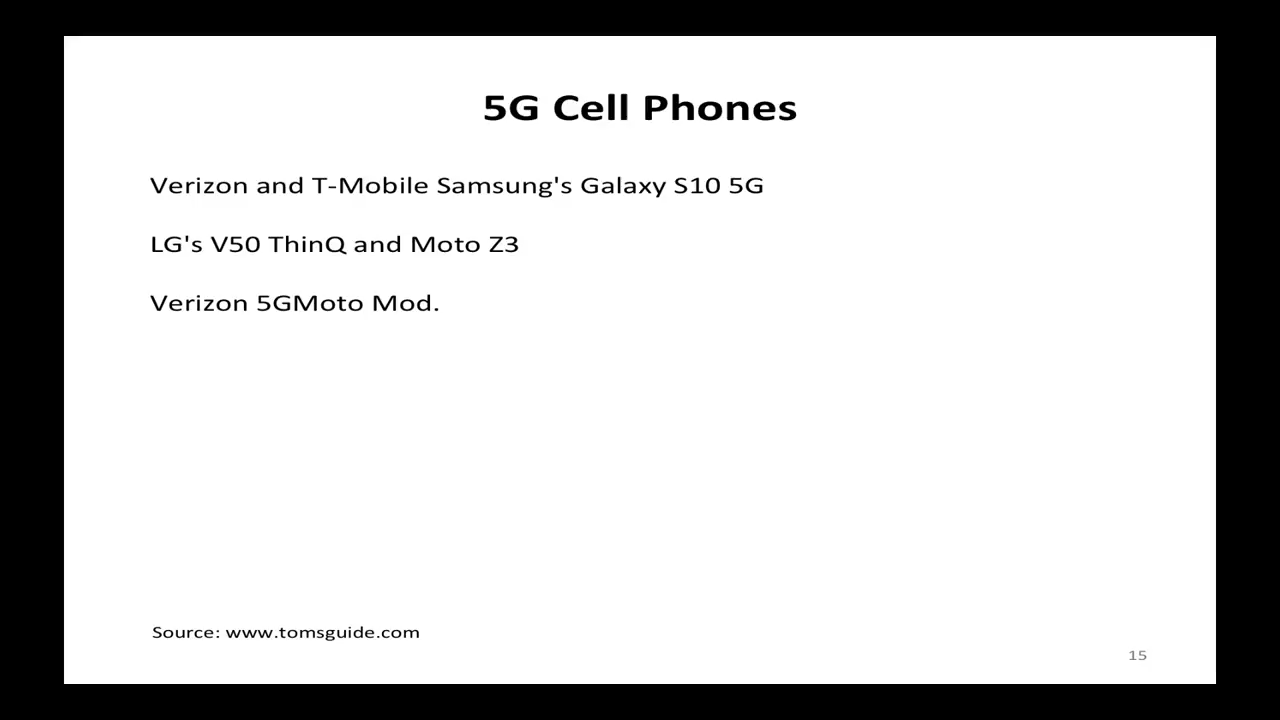 5G Cell Phones
Verizon and T-Mobile Samsung's Galaxy S10 5G
LG's V50 ThinQ and Moto Z3
Verizon 5GMoto Mod.
Source: www.tomsguide.com
15